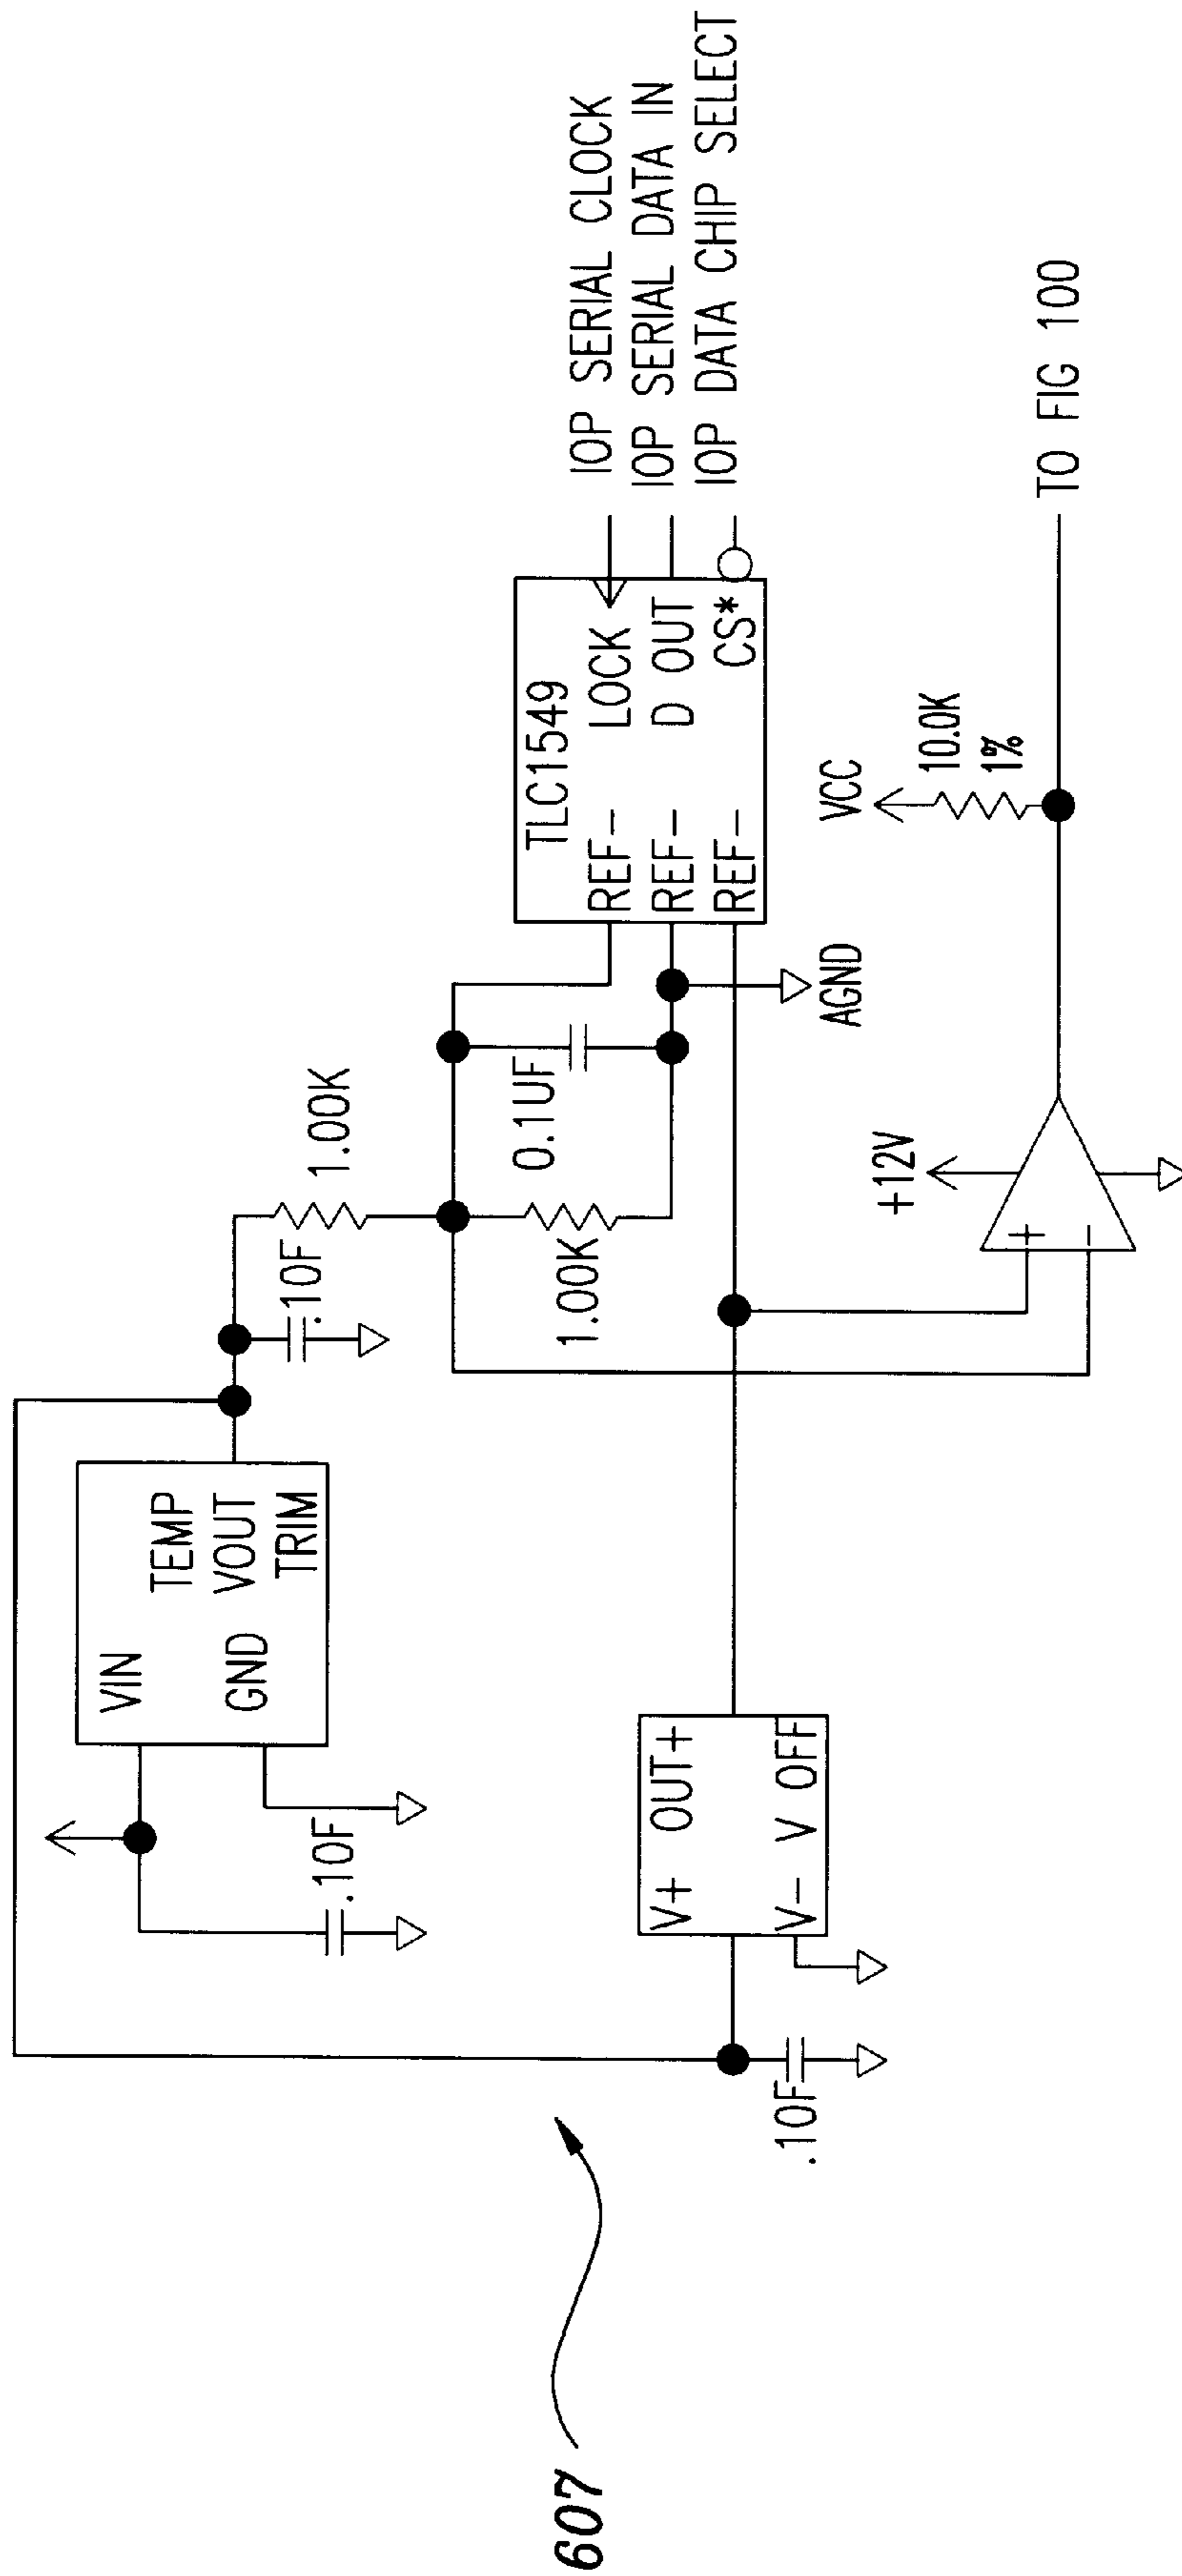 607
VIN
GND
TEMP
VOUT
TRIM
.10F
.10F
1.00K
1.00K
0.1UF
TLC1549
REF-
REF-
REF-
LOCK
D OUT
CS*
IOP SERIAL CLOCK
IOP SERIAL DATA IN
IOP DATA CHIP SELECT
AGND
V+ OUT+
V- V OFF
.10F
+12V
+
-
VCC
10.0K
1%
TO FIG 100